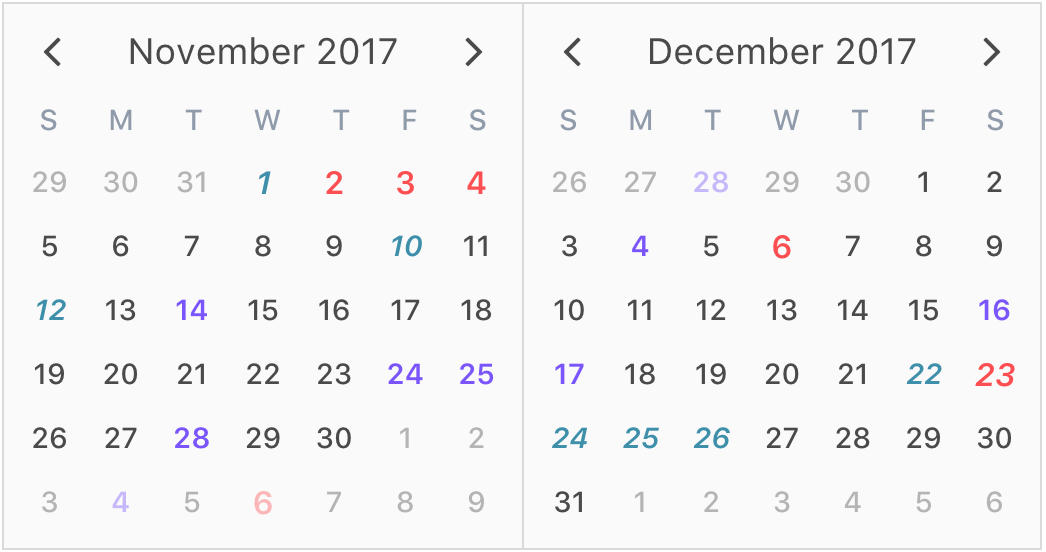 November 2017
S M T W T F S
29 30 31 1 2 3 4
5 6 7 8 9 10 11
12 13 14 15 16 17 18
19 20 21 22 23 24 25
26 27 28 29 30 1 2
3 4 5 6 7 8 9
December 2017
S M T W T F S
26 27 28 29 30 1 2
3 4 5 6 7 8 9
10 11 12 13 14 15 16
17 18 19 20 21 22 23
24 25 26 27 28 29 30
31 1 2 3 4 5 6